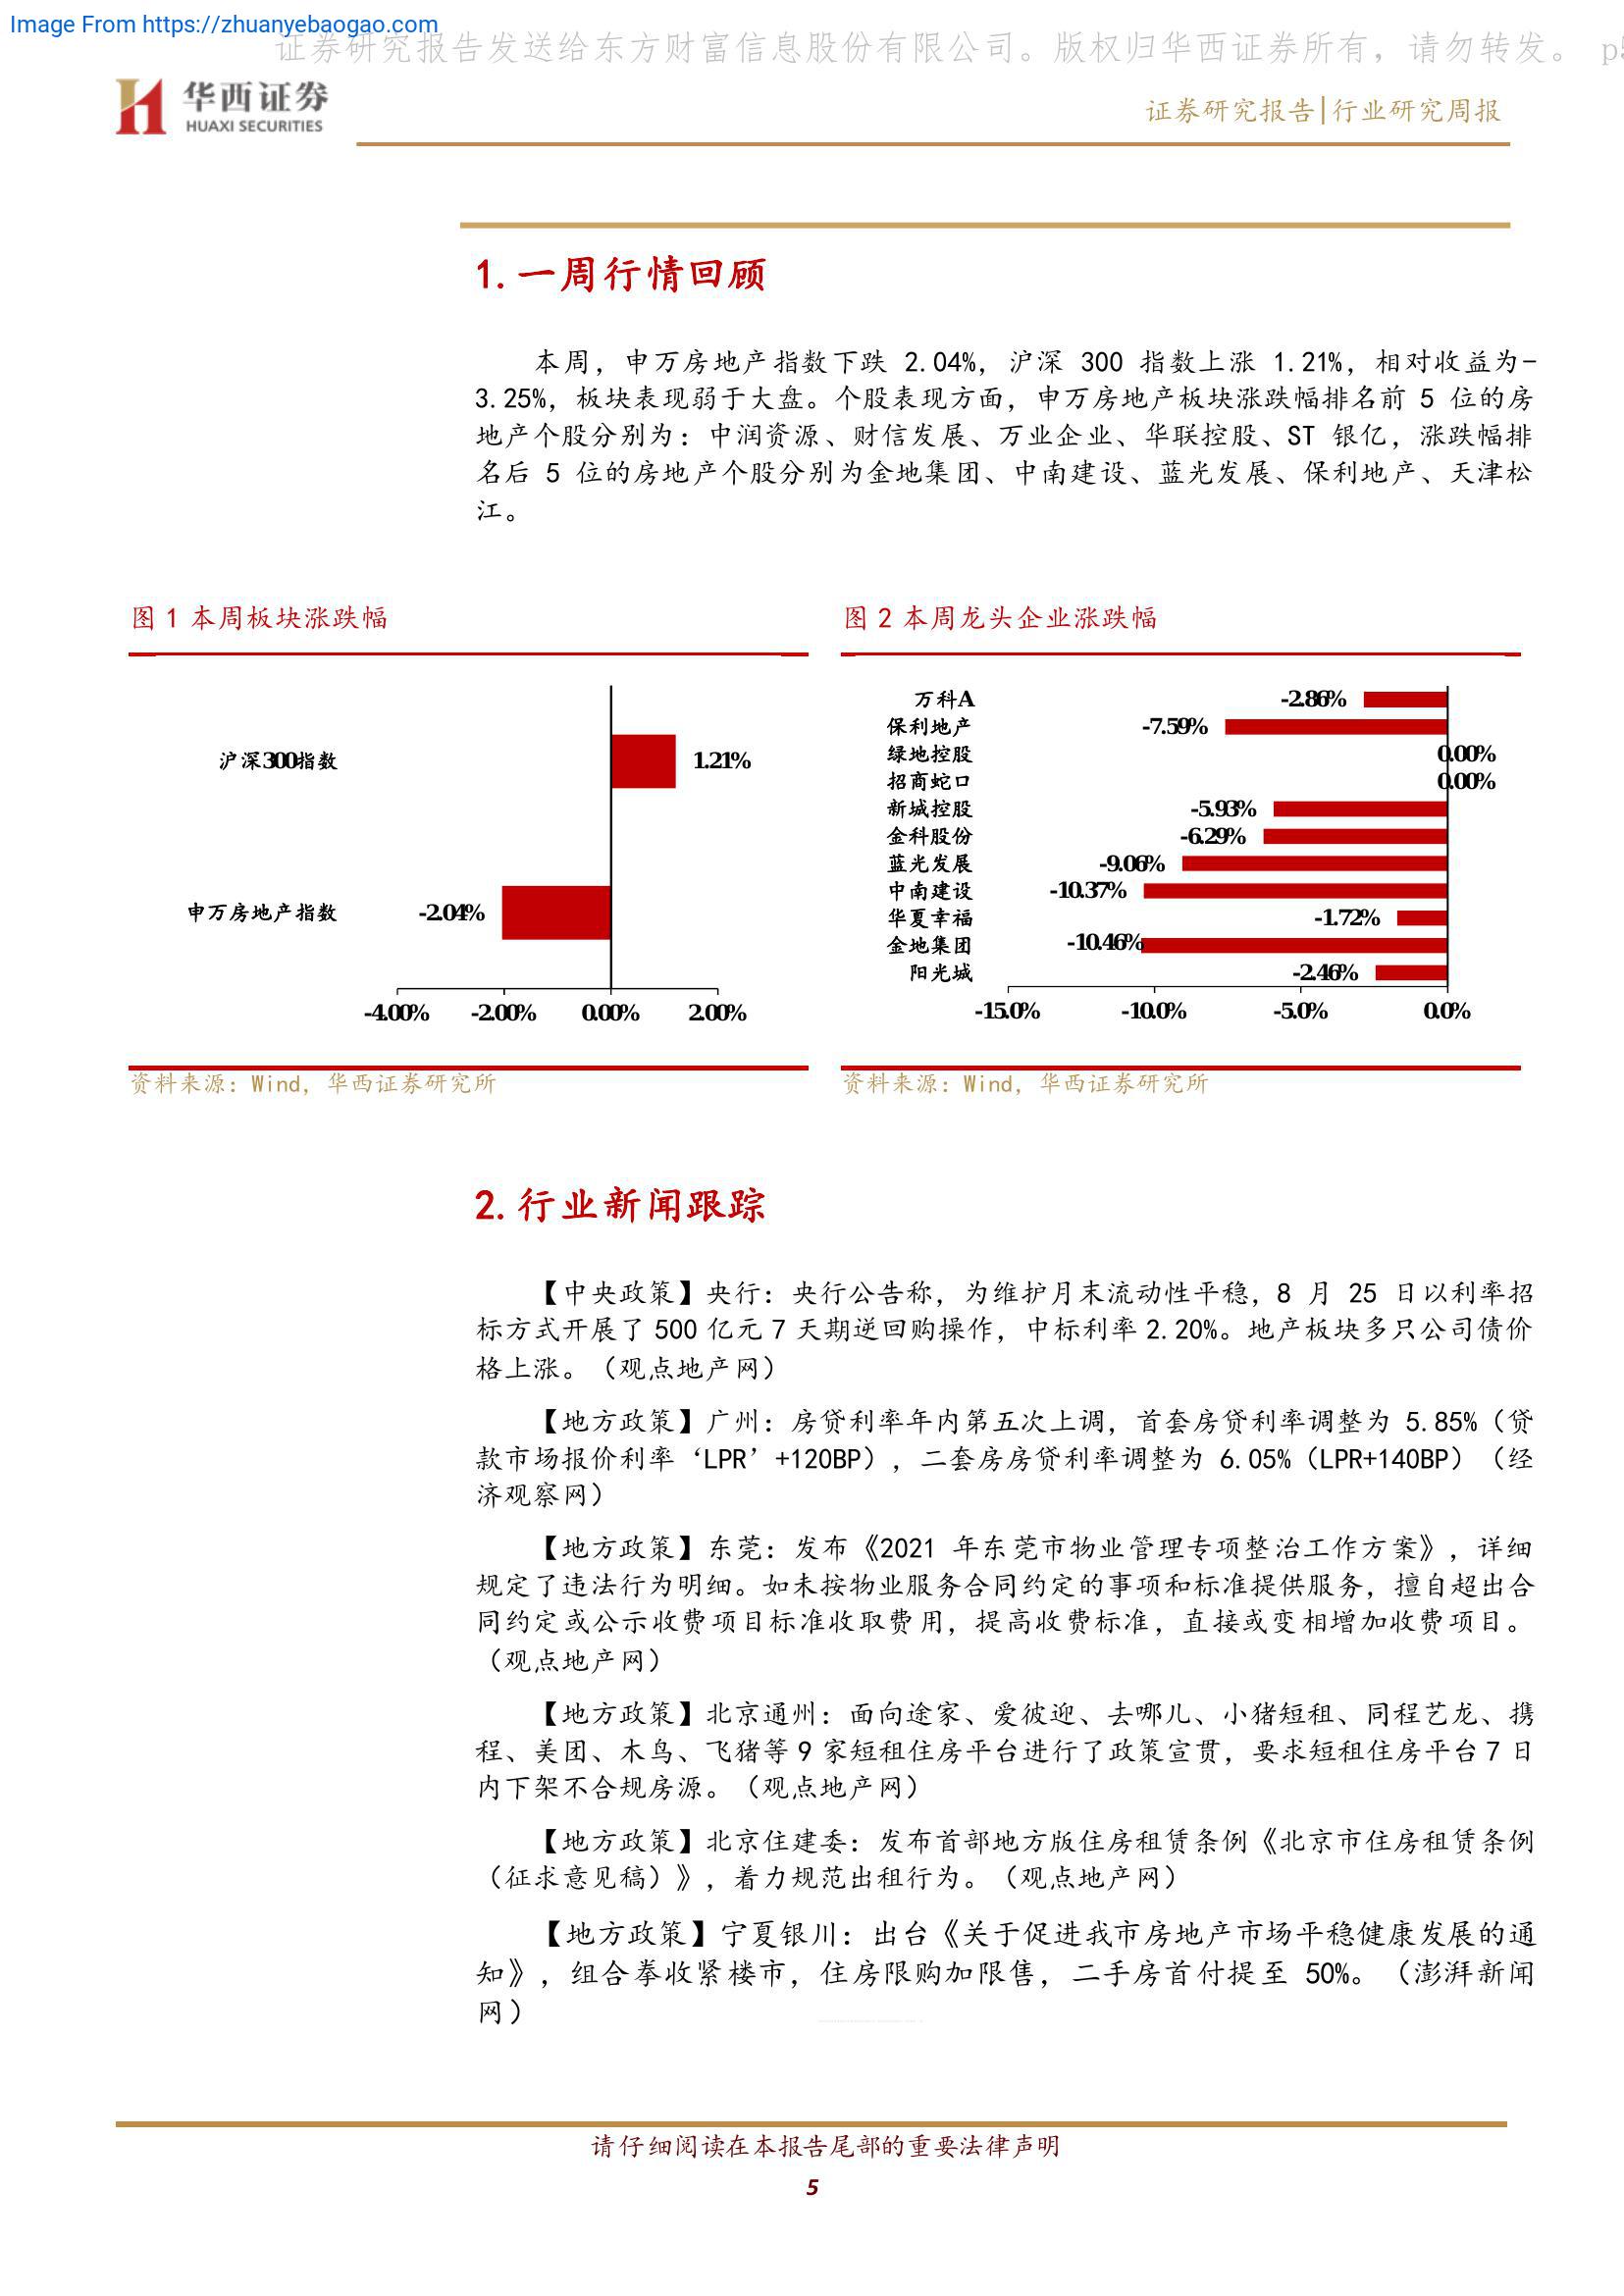 Image From https://zhuanyebaogao.com
证券研究报告发送给东方财富信息股份有限公司。版权归华西证券所有，请勿转发。 p5
华西证券
HUAXI SECURITIES
证券研究报告|行业研究周报
1.一周行情回顾
本周，申万房地产指数下跌 2.04%，沪深 300 指数上涨 1.21%，相对收益为-
3.25%，板块表现弱于大盘。个股表现方面，申万房地产板块涨跌幅排名前 5 位的房
地产个股分别为：中润资源、财信发展、万业企业、华联控股、ST 银亿，涨跌幅排
名后 5 位的房地产个股分别为金地集团、中南建设、蓝光发展、保利地产、天津松
江。
图 1 本周板块涨跌幅
沪深300指数
1.21%
申万房地产指数
-2.04%
-4.00% -2.00% 0.00% 2.00%
资料来源：Wind，华西证券研究所
图 2 本周龙头企业涨跌幅
万科A -2.86%
保利地产 -7.59%
绿地控股 0.00%
招商蛇口 0.00%
新城控股 -5.93%
金科股份 -6.29%
蓝光发展 -9.06%
中南建设 -10.37%
华夏幸福 -1.72%
金地集团 -10.46%
阳光城 -2.46%
-15.0% -10.0% -5.0% 0.0%
资料来源：Wind，华西证券研究所
2.行业新闻跟踪
【中央政策】央行：央行公告称，为维护月末流动性平稳，8 月 25 日以利率招
标方式开展了 500 亿元 7 天期逆回购操作，中标利率 2.20%。地产板块多只公司债价
格上涨。（观点地产网）
【地方政策】广州：房贷利率年内第五次上调，首套房贷利率调整为 5.85%（贷
款市场报价利率‘LPR’+120BP），二套房房贷利率调整为 6.05%（LPR+140BP）（经
济观察网）
【地方政策】东莞：发布《2021 年东莞市物业管理专项整治工作方案》，详细
规定了违法行为明细。如未按物业服务合同约定的事项和标准提供服务，擅自超出合
同约定或公示收费项目标准收取费用，提高收费标准，直接或变相增加收费项目。
（观点地产网）
【地方政策】北京通州：面向途家、爱彼迎、去哪儿、小猪短租、同程艺龙、携
程、美团、木鸟、飞猪等 9 家短租住房平台进行了政策宣贯，要求短租住房平台 7 日
内下架不合规房源。（观点地产网）
【地方政策】北京住建委：发布首部地方版住房租赁条例《北京市住房租赁条例
（征求意见稿）》，着力规范出租行为。（观点地产网）
【地方政策】宁夏银川：出台《关于促进我市房地产市场平稳健康发展的通
知》，组合拳收紧楼市，住房限购加限售，二手房首付提至 50%。（澎湃新闻
网）
请仔细阅读在本报告尾部的重要法律声明
5